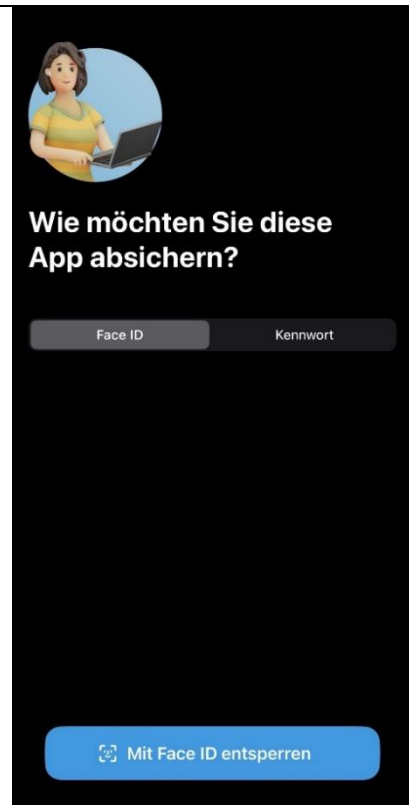 Wie möchten Sie diese
App absichern?
Face ID
Kennwort
Mit Face ID entsperren